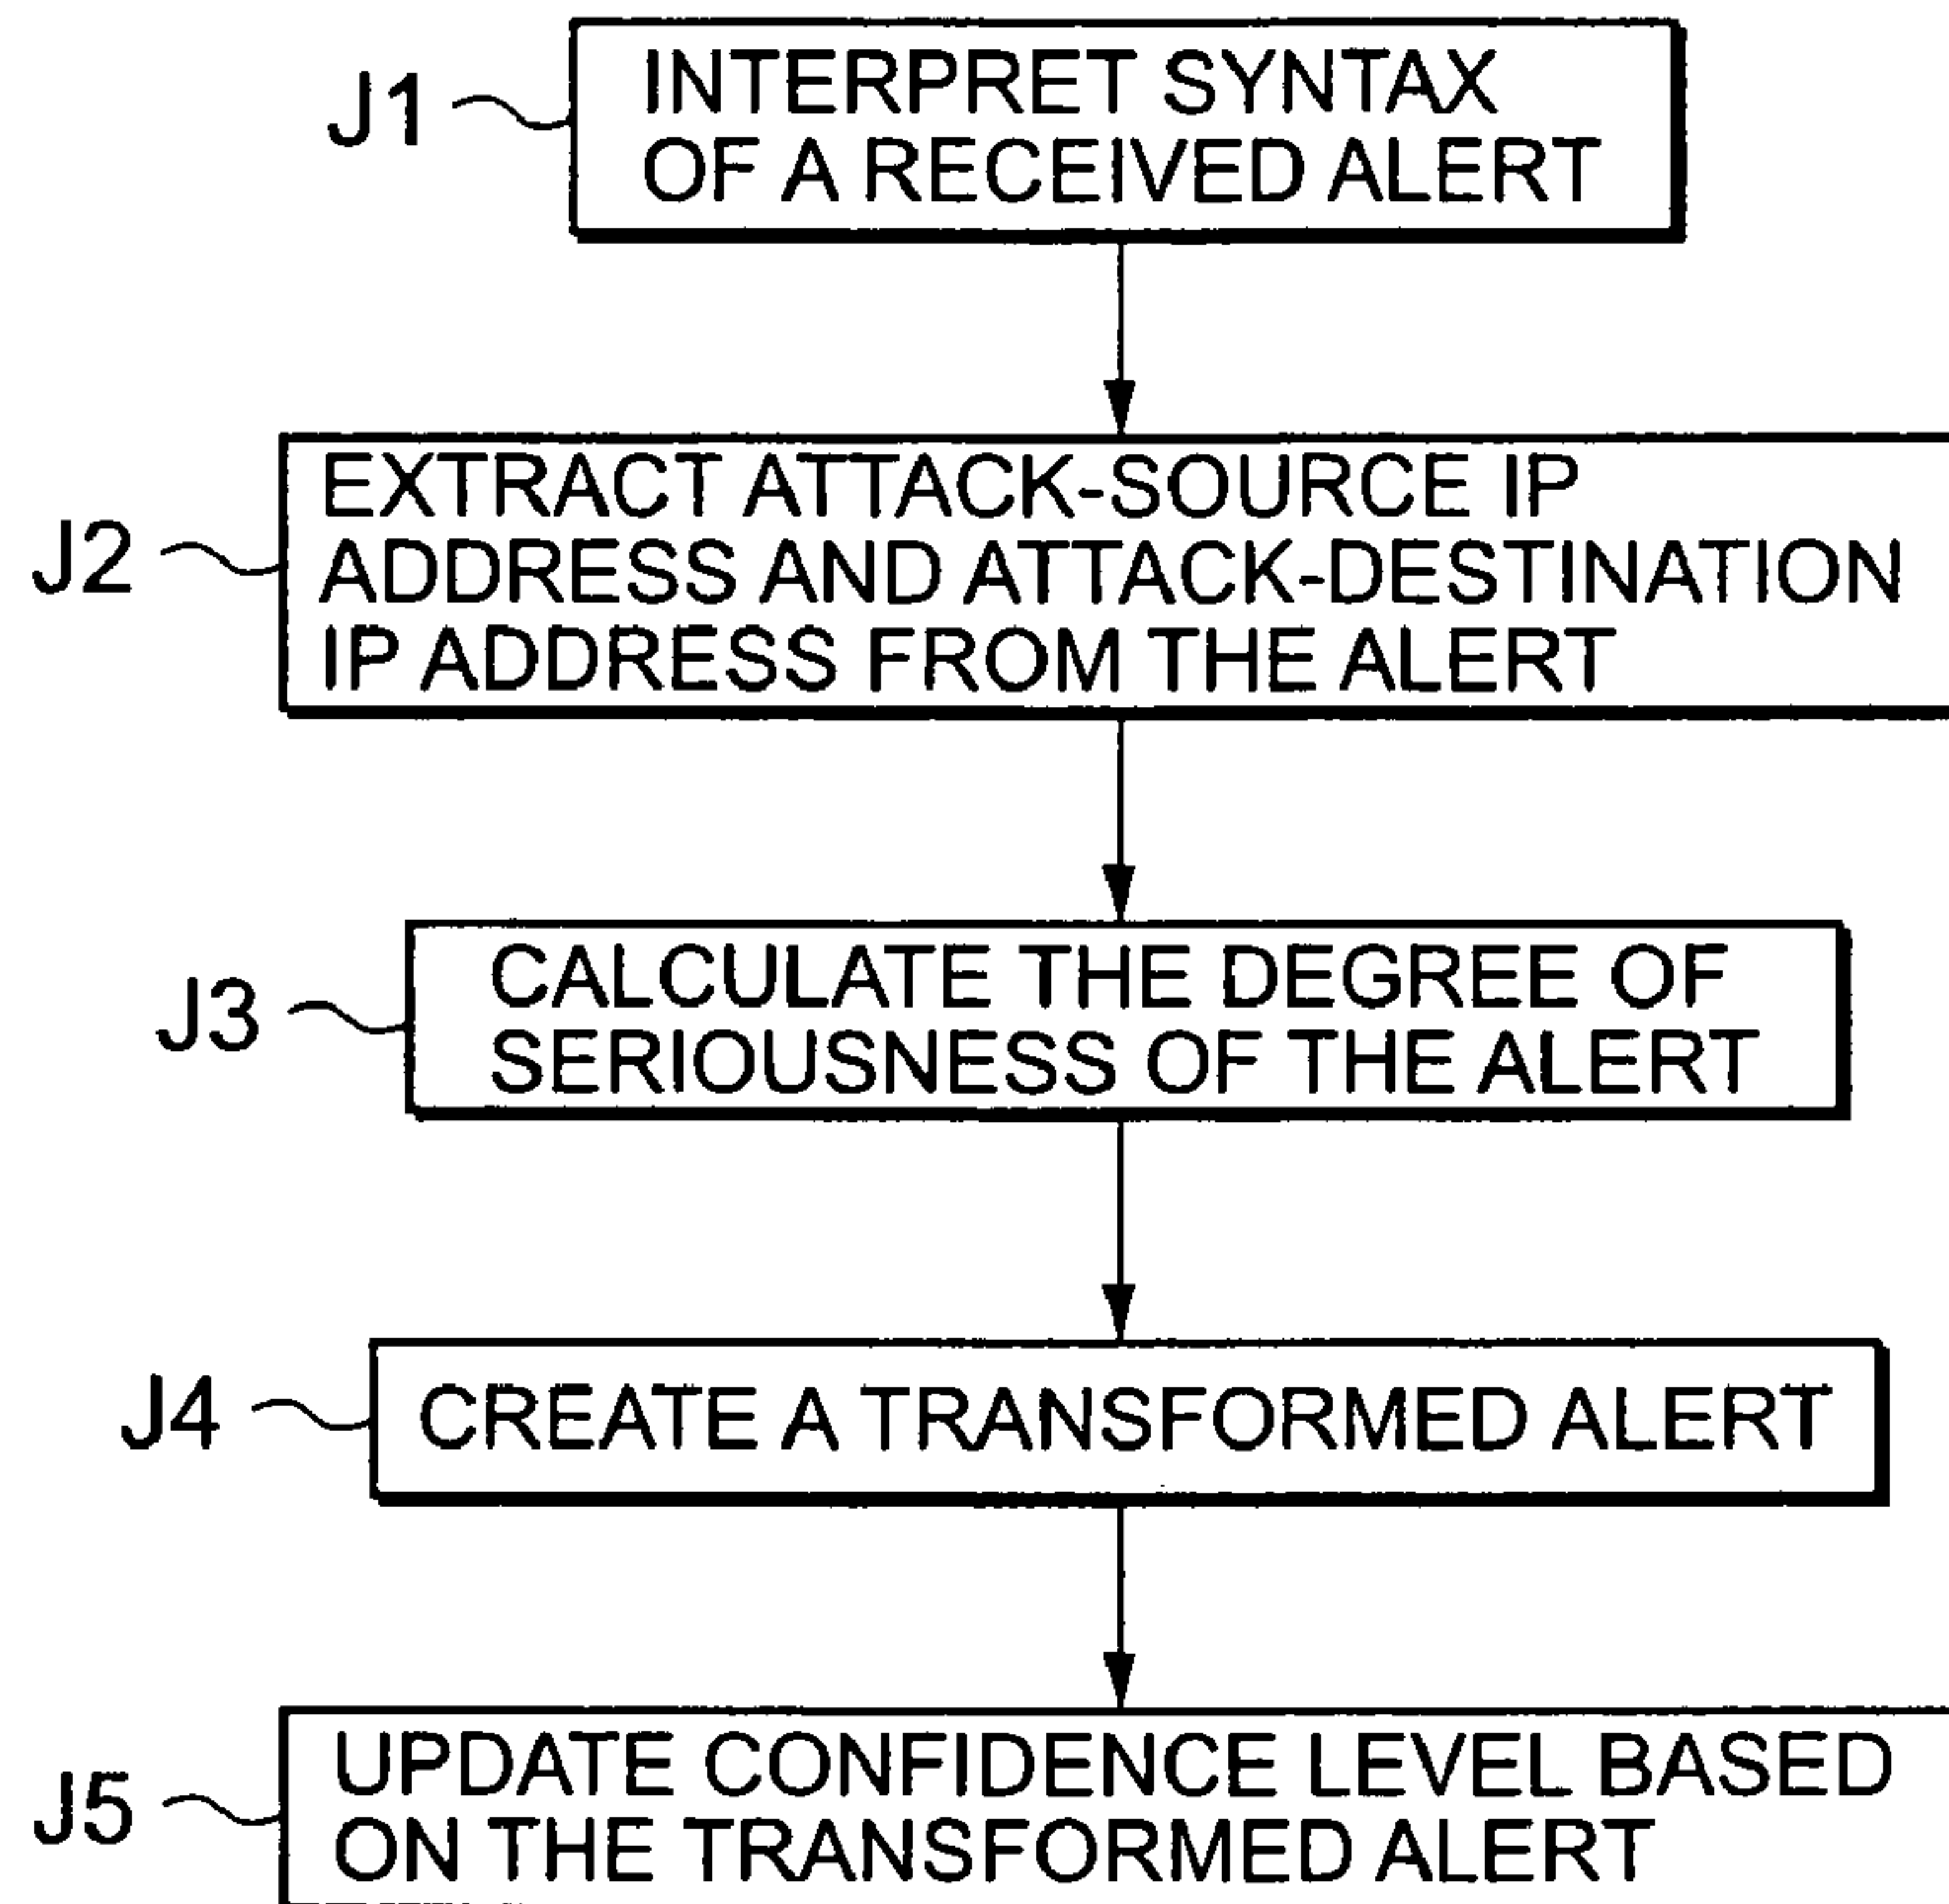 J1
INTERPRET SYNTAX
OF A RECEIVED ALERT
J2
EXTRACT ATTACK-SOURCE IP
ADDRESS AND ATTACK-DESTINATION
IP ADDRESS FROM THE ALERT
J3
CALCULATE THE DEGREE OF
SERIOUSNESS OF THE ALERT
J4
CREATE A TRANSFORMED ALERT
J5
UPDATE CONFIDENCE LEVEL BASED
ON THE TRANSFORMED ALERT